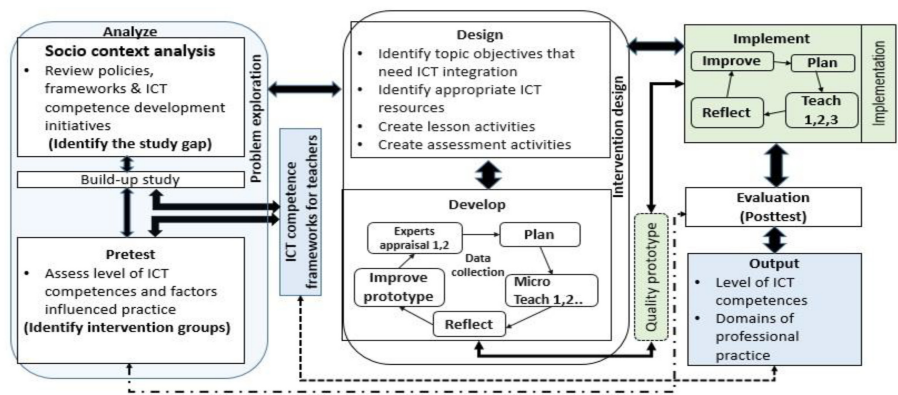 Analyze
Socio context analysis
• Review policies,
frameworks & ICT
competence development
initiatives
(Identify the study gap)
Build-up study
Pretest
• Assess level of ICT
competences and factors
influenced practice
(Identify intervention groups)
Problem exploration
ICT competence
frameworks for teachers
Design
• Identify topic objectives that
need ICT integration
• Identify appropriate ICT
resources
• Create lesson activities
• Create assessment activities
Develop
Experts
appraisal 1,2
Plan
Data
collection
Improve
prototype
Micro
Teach 1,2..
Reflect
Intervention design
Quality prototype
Implement
Improve
Plan
Reflect
Teach
1,2,3
Implementation
Evaluation
(Posttest)
Output
• Level of ICT
competences
• Domains of
professional
practice